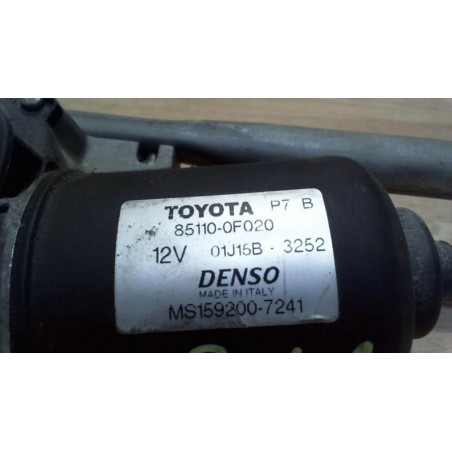 TOYOTA P7 B
85110-0F020
12V 01J15B - 3252
DENSO
MADE IN ITALY
MS159200-7241